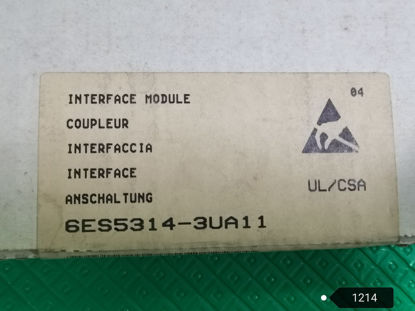 04
INTERFACE MODULE
COUPLEUR
INTERFACCIA
INTERFACE
ANSCHALTUNG
UL/CSA
6ES5314-3UA11
1214